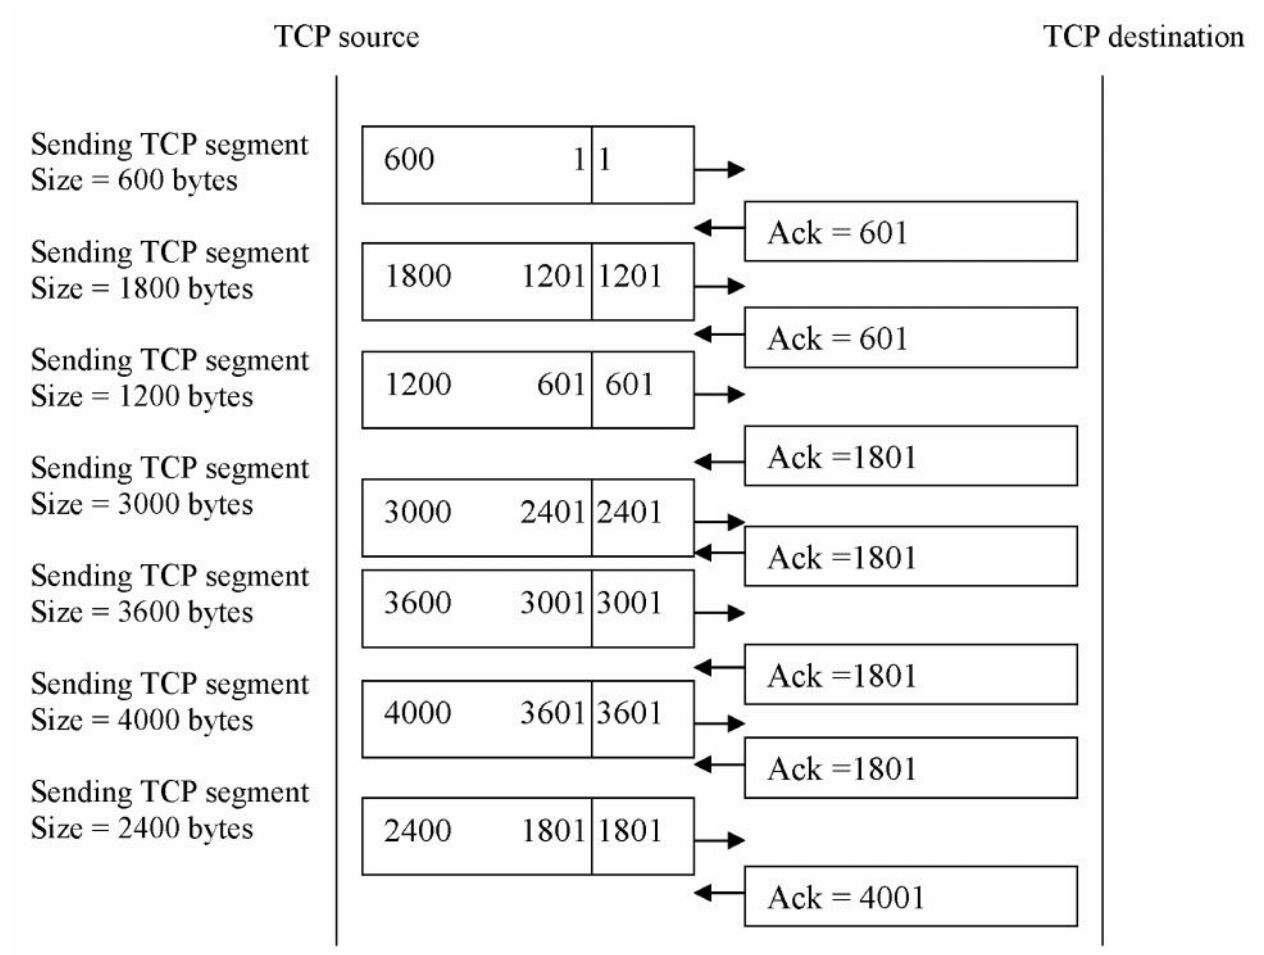 TCP source
TCP destination
Sending TCP segment
Size = 600 bytes
600 1 1
Ack = 601
Sending TCP segment
Size = 1800 bytes
1800 1201 1201
Ack = 601
Sending TCP segment
Size = 1200 bytes
1200 601 601
Ack =1801
Sending TCP segment
Size = 3000 bytes
3000 2401 2401
Ack =1801
Sending TCP segment
Size = 3600 bytes
3600 3001 3001
Ack =1801
Sending TCP segment
Size = 4000 bytes
4000 3601 3601
Ack =1801
Sending TCP segment
Size = 2400 bytes
2400 1801 1801
Ack = 4001